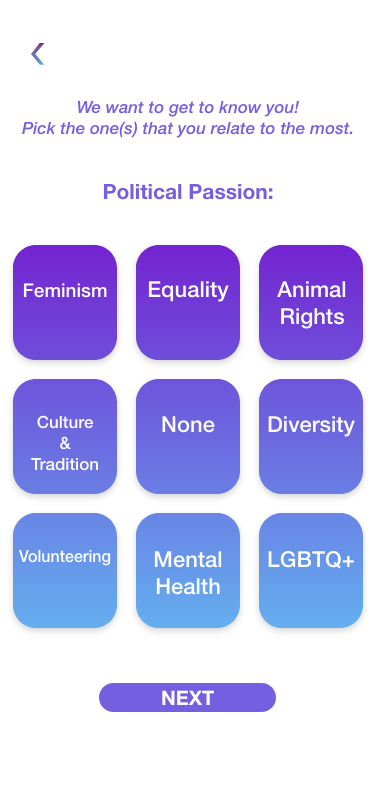 We want to get to know you!
Pick the one(s) that you relate to the most.
Political Passion:
Feminism
Equality
Animal
Rights
Culture
&
Tradition
None
Diversity
Volunteering
Mental
Health
LGBTQ+
NEXT